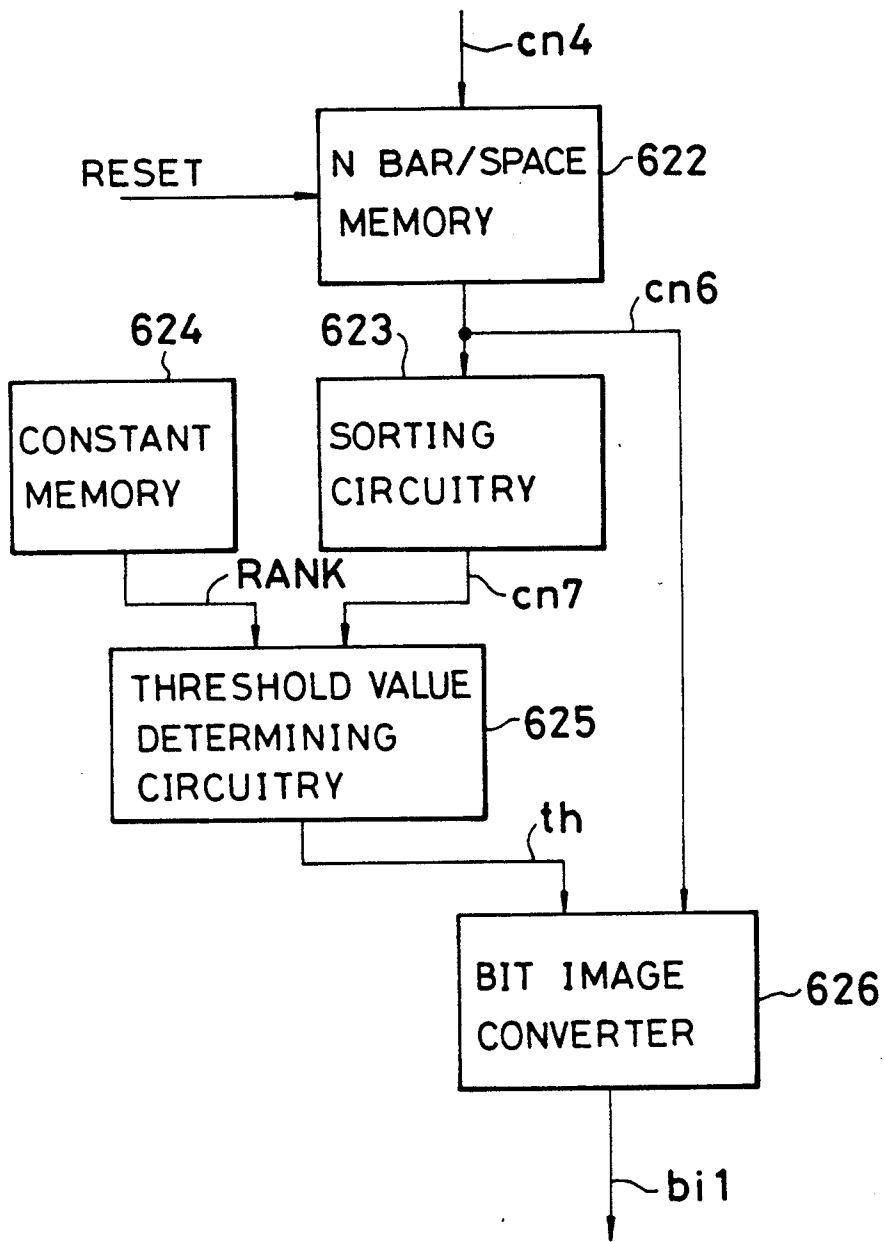 cn4
N BAR/SPACE
MEMORY
622
RESET
cn6
624
623
CONSTANT
MEMORY
SORTING
CIRCUITRY
RANK
cn7
THRESHOLD VALUE
DETERMINING
CIRCUITRY
625
th
BIT IMAGE
CONVERTER
626
bi1